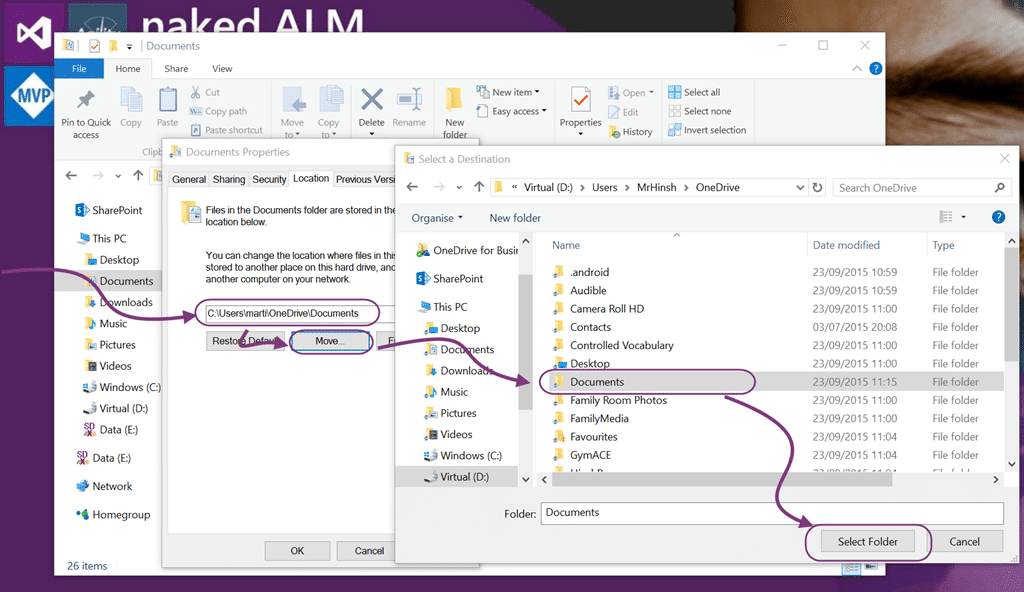 naked ALM
MVP
Documents
File Home Share View
Pin to Quick access
Copy
Paste
Cut
Copy path
Paste shortcut
Move to
Copy to
Delete
Rename
New folder
New item
Easy access
Properties
Open
Edit
History
Select all
Select none
Invert selection
SharePoint
This PC
Desktop
Documents
Downloads
Music
Pictures
Videos
Windows (C:)
Virtual (D:)
Data (E:)
Data (E:)
Network
Homegroup
26 items
Documents Properties
General Sharing Security Location Previous
Files in the Documents folder are stored in the
location below.
You can change the location where files in this
stored to another place on this hard drive, and
another computer on your network.
C:\Users\marti\OneDrive\Documents
Restore Default
Move...
OK
Cancel
Select a Destination
« Virtual (D:) > Users > MrHinsh > OneDrive
Search OneDrive
Organise
New folder
OneDrive for
SharePoint
This PC
Desktop
Documents
Downloads
Music
Pictures
Videos
Windows (C:)
Virtual (D:)
Name Date modified Type
.android 23/09/2015 10:59 File folder
Audible 23/09/2015 10:59 File folder
Camera Roll HD 23/09/2015 11:00 File folder
Contacts 03/07/2015 20:08 File folder
Controlled Vocabulary 23/09/2015 11:00 File folder
Desktop 23/09/2015 11:00 File folder
Documents 23/09/2015 11:15 File folder
Family Room Photos 23/09/2015 11:00 File folder
FamilyMedia 23/09/2015 11:00 File folder
Favourites 23/09/2015 11:04 File folder
GymACE 23/09/2015 11:04 File folder
Folder: Documents
Select Folder
Cancel